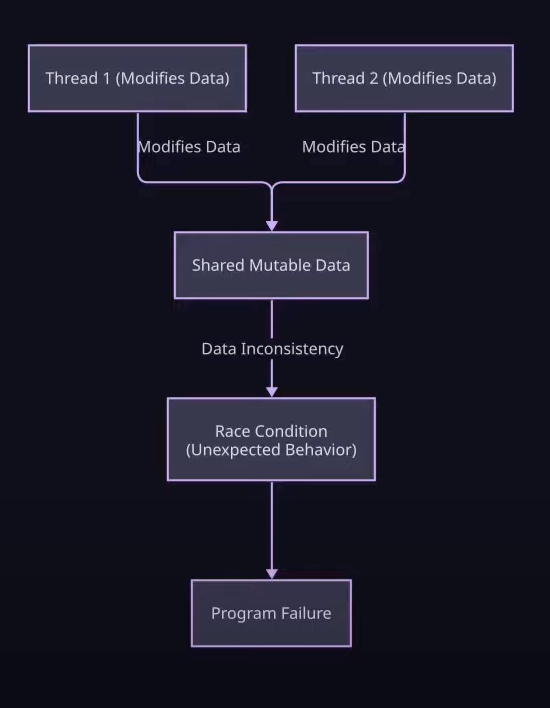 Thread 1 (Modifies Data)
Thread 2 (Modifies Data)
Modifies Data
Modifies Data
Shared Mutable Data
Data Inconsistency
Race Condition
(Unexpected Behavior)
Program Failure